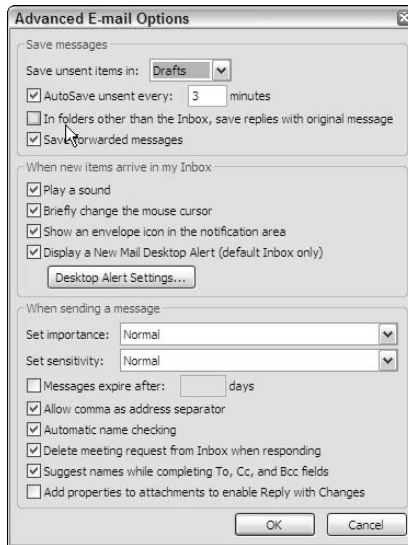 Advanced E-mail Options
Save messages
Save unsent items in: Drafts
AutoSave unsent every: 3 minutes
In folders other than the Inbox, save replies with original message
Save forwarded messages
When new items arrive in my Inbox
Play a sound
Briefly change the mouse cursor
Show an envelope icon in the notification area
Display a New Mail Desktop Alert (default Inbox only)
Desktop Alert Settings...
When sending a message
Set importance: Normal
Set sensitivity: Normal
Messages expire after: days
Allow comma as address separator
Automatic name checking
Delete meeting request from Inbox when responding
Suggest names while completing To, Cc, and Bcc fields
Add properties to attachments to enable Reply with Changes
OK Cancel